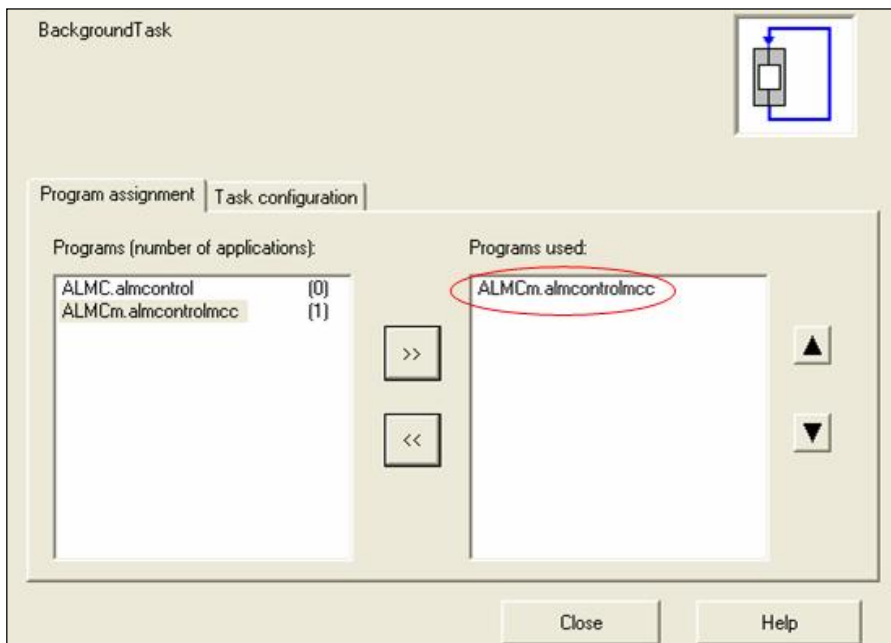 BackgroundTask
Program assignment
Task configuration
Programs (number of applications):
ALMC.almcontrol (0)
ALMCm.almcontrolmcc (1)
>>
<<
Programs used:
ALMCm.almcontrolmcc
Close
Help